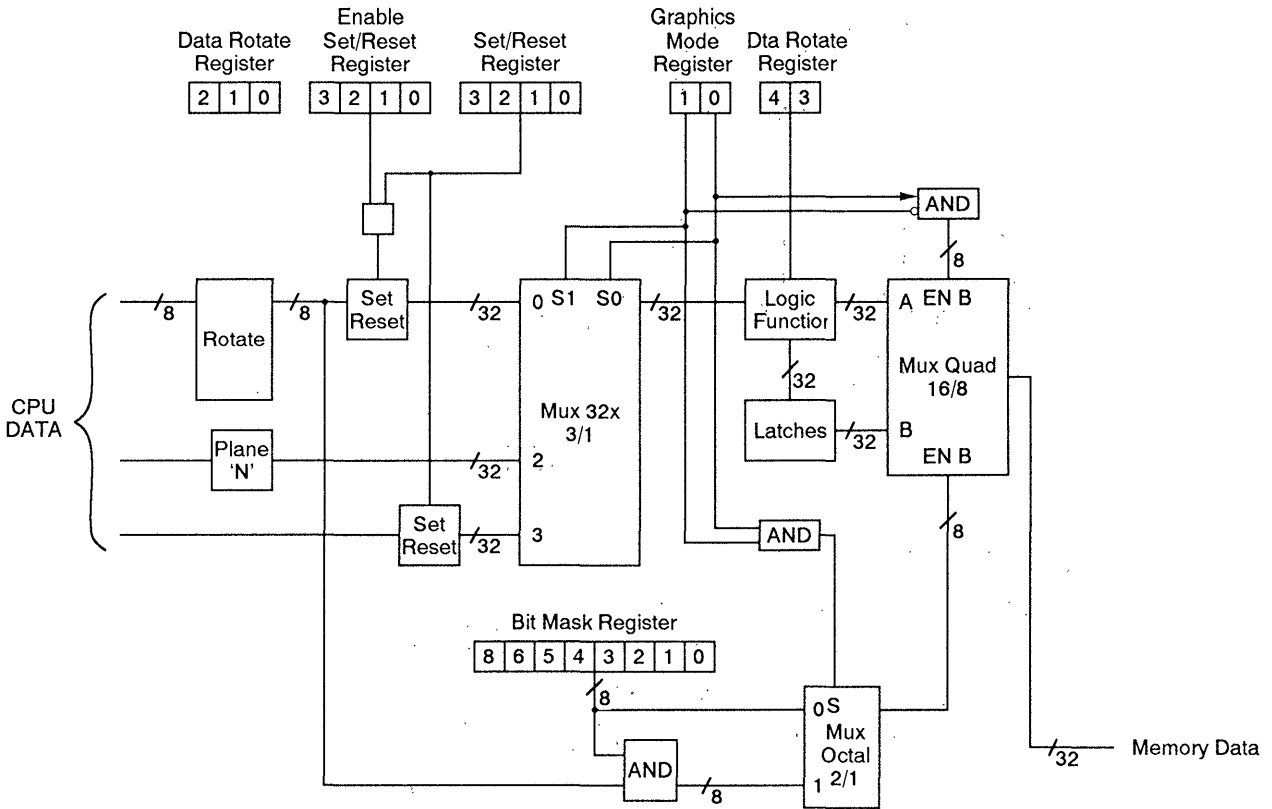 Data Rotate
Register
2 1 0
Enable
Set/Reset
Register
3 2 1 0
Set/Reset
Register
3 2 1 0
Graphics
Mode
Register
1 0
Dta Rotate
Register
4 3
AND
8
CPU
DATA
8
Rotate
8
Set
Reset
32
0 S1 S0
Mux 32x
3/1
2
3
32
Logic
Function
32
A EN B
Mux Quad
16/8
B
EN B
32
Latches
32
Plane
'N'
32
Set
Reset
32
AND
8
Bit Mask Register
8 6 5 4 3 2 1 0
8
0 S
Mux
Octal
1 2/1
AND
8
32
Memory Data